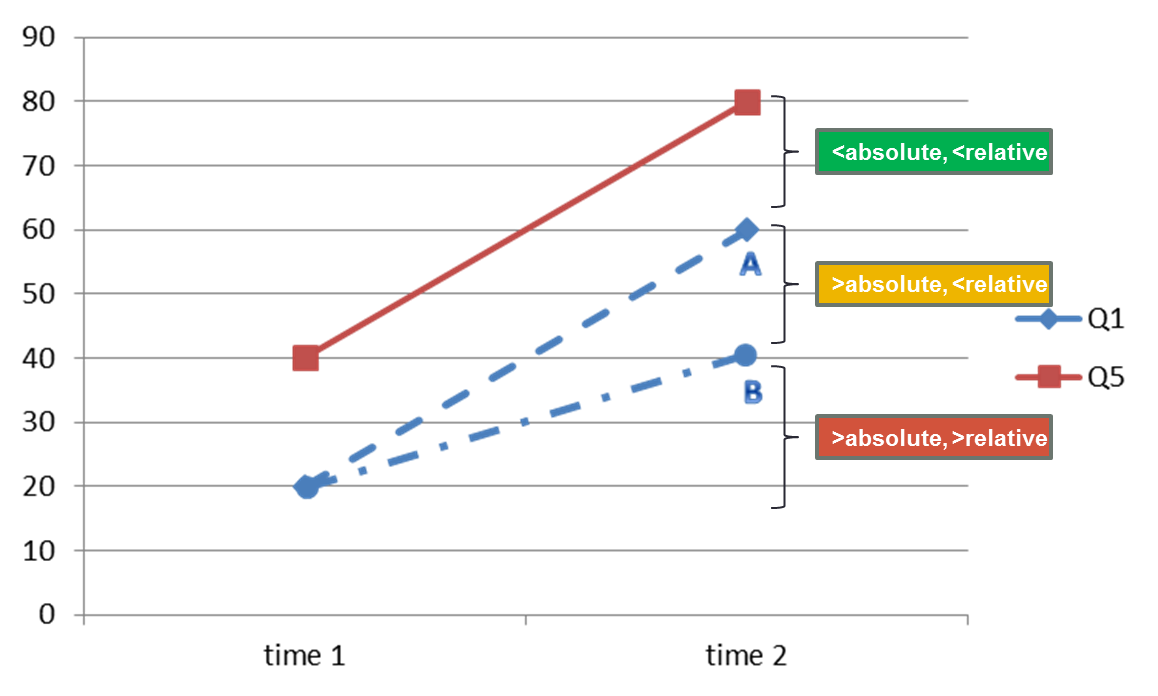 90
80
<absolute, <relative
70
60
A
>absolute, <relative
50
Q1
40
Q5
B
30
>absolute, >relative
20
10
0
time 1
time 2